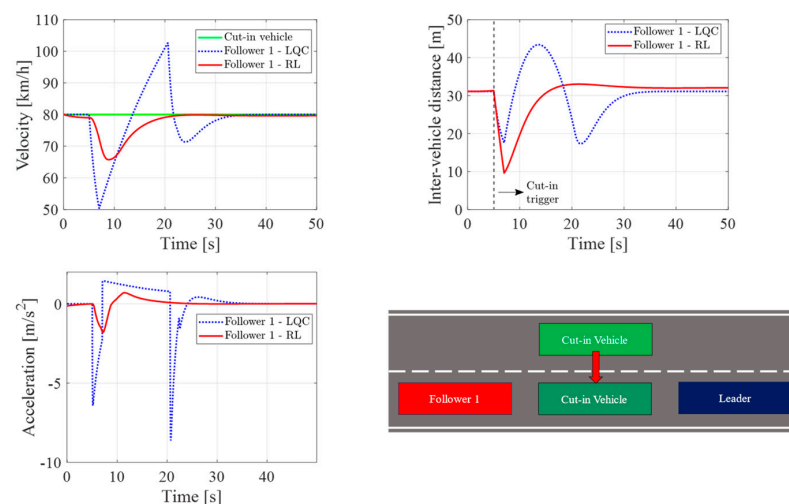 Velocity [km/h]
110
100
90
80
70
60
50
0
10
20
30
40
50
Time [s]
Cut-in vehicle
Follower 1 - LQC
Follower 1 - RL
Inter-vehicle distance [m]
50
40
30
20
10
0
0
10
20
30
40
50
Time [s]
Follower 1 - LQC
Follower 1 - RL
Cut-in
trigger
Acceleration [m/s²]
0
-5
-10
0
10
20
30
40
Time [s]
Follower 1 - LQC
Follower 1 - RL
Cut-in Vehicle
Follower 1
Cut-in Vehicle
Leader